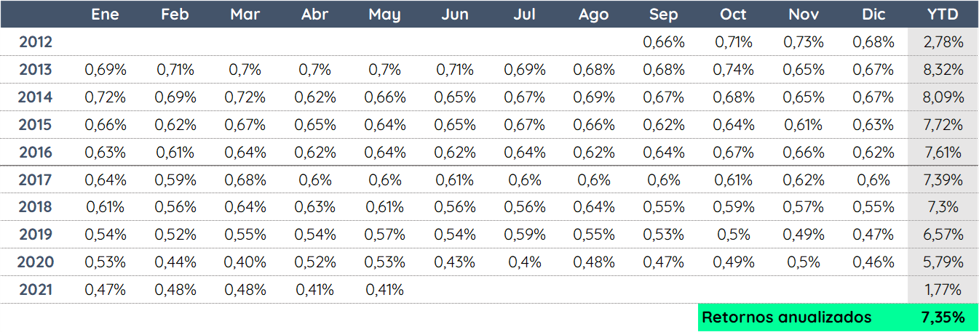 Ene Feb Mar Abr May Jun Jul Ago Sep Oct Nov Dic YTD
2012 0,66% 0,71% 0,73% 0,68% 2,78%
2013 0,69% 0,71% 0,7% 0,7% 0,7% 0,71% 0,69% 0,68% 0,68% 0,74% 0,65% 0,67% 8,32%
2014 0,72% 0,69% 0,72% 0,62% 0,66% 0,65% 0,67% 0,69% 0,67% 0,68% 0,65% 0,67% 8,09%
2015 0,66% 0,62% 0,67% 0,65% 0,64% 0,65% 0,67% 0,66% 0,62% 0,64% 0,61% 0,63% 7,72%
2016 0,63% 0,61% 0,64% 0,62% 0,64% 0,62% 0,64% 0,62% 0,64% 0,67% 0,66% 0,62% 7,61%
2017 0,64% 0,59% 0,68% 0,6% 0,6% 0,61% 0,6% 0,6% 0,6% 0,61% 0,62% 0,6% 7,39%
2018 0,61% 0,56% 0,64% 0,63% 0,61% 0,56% 0,56% 0,64% 0,55% 0,59% 0,57% 0,55% 7,3%
2019 0,54% 0,52% 0,55% 0,54% 0,57% 0,54% 0,59% 0,55% 0,53% 0,5% 0,49% 0,47% 6,57%
2020 0,53% 0,44% 0,40% 0,52% 0,53% 0,43% 0,4% 0,48% 0,47% 0,49% 0,5% 0,46% 5,79%
2021 0,47% 0,48% 0,48% 0,41% 0,41% 1,77%
Retornos anualizados 7,35%